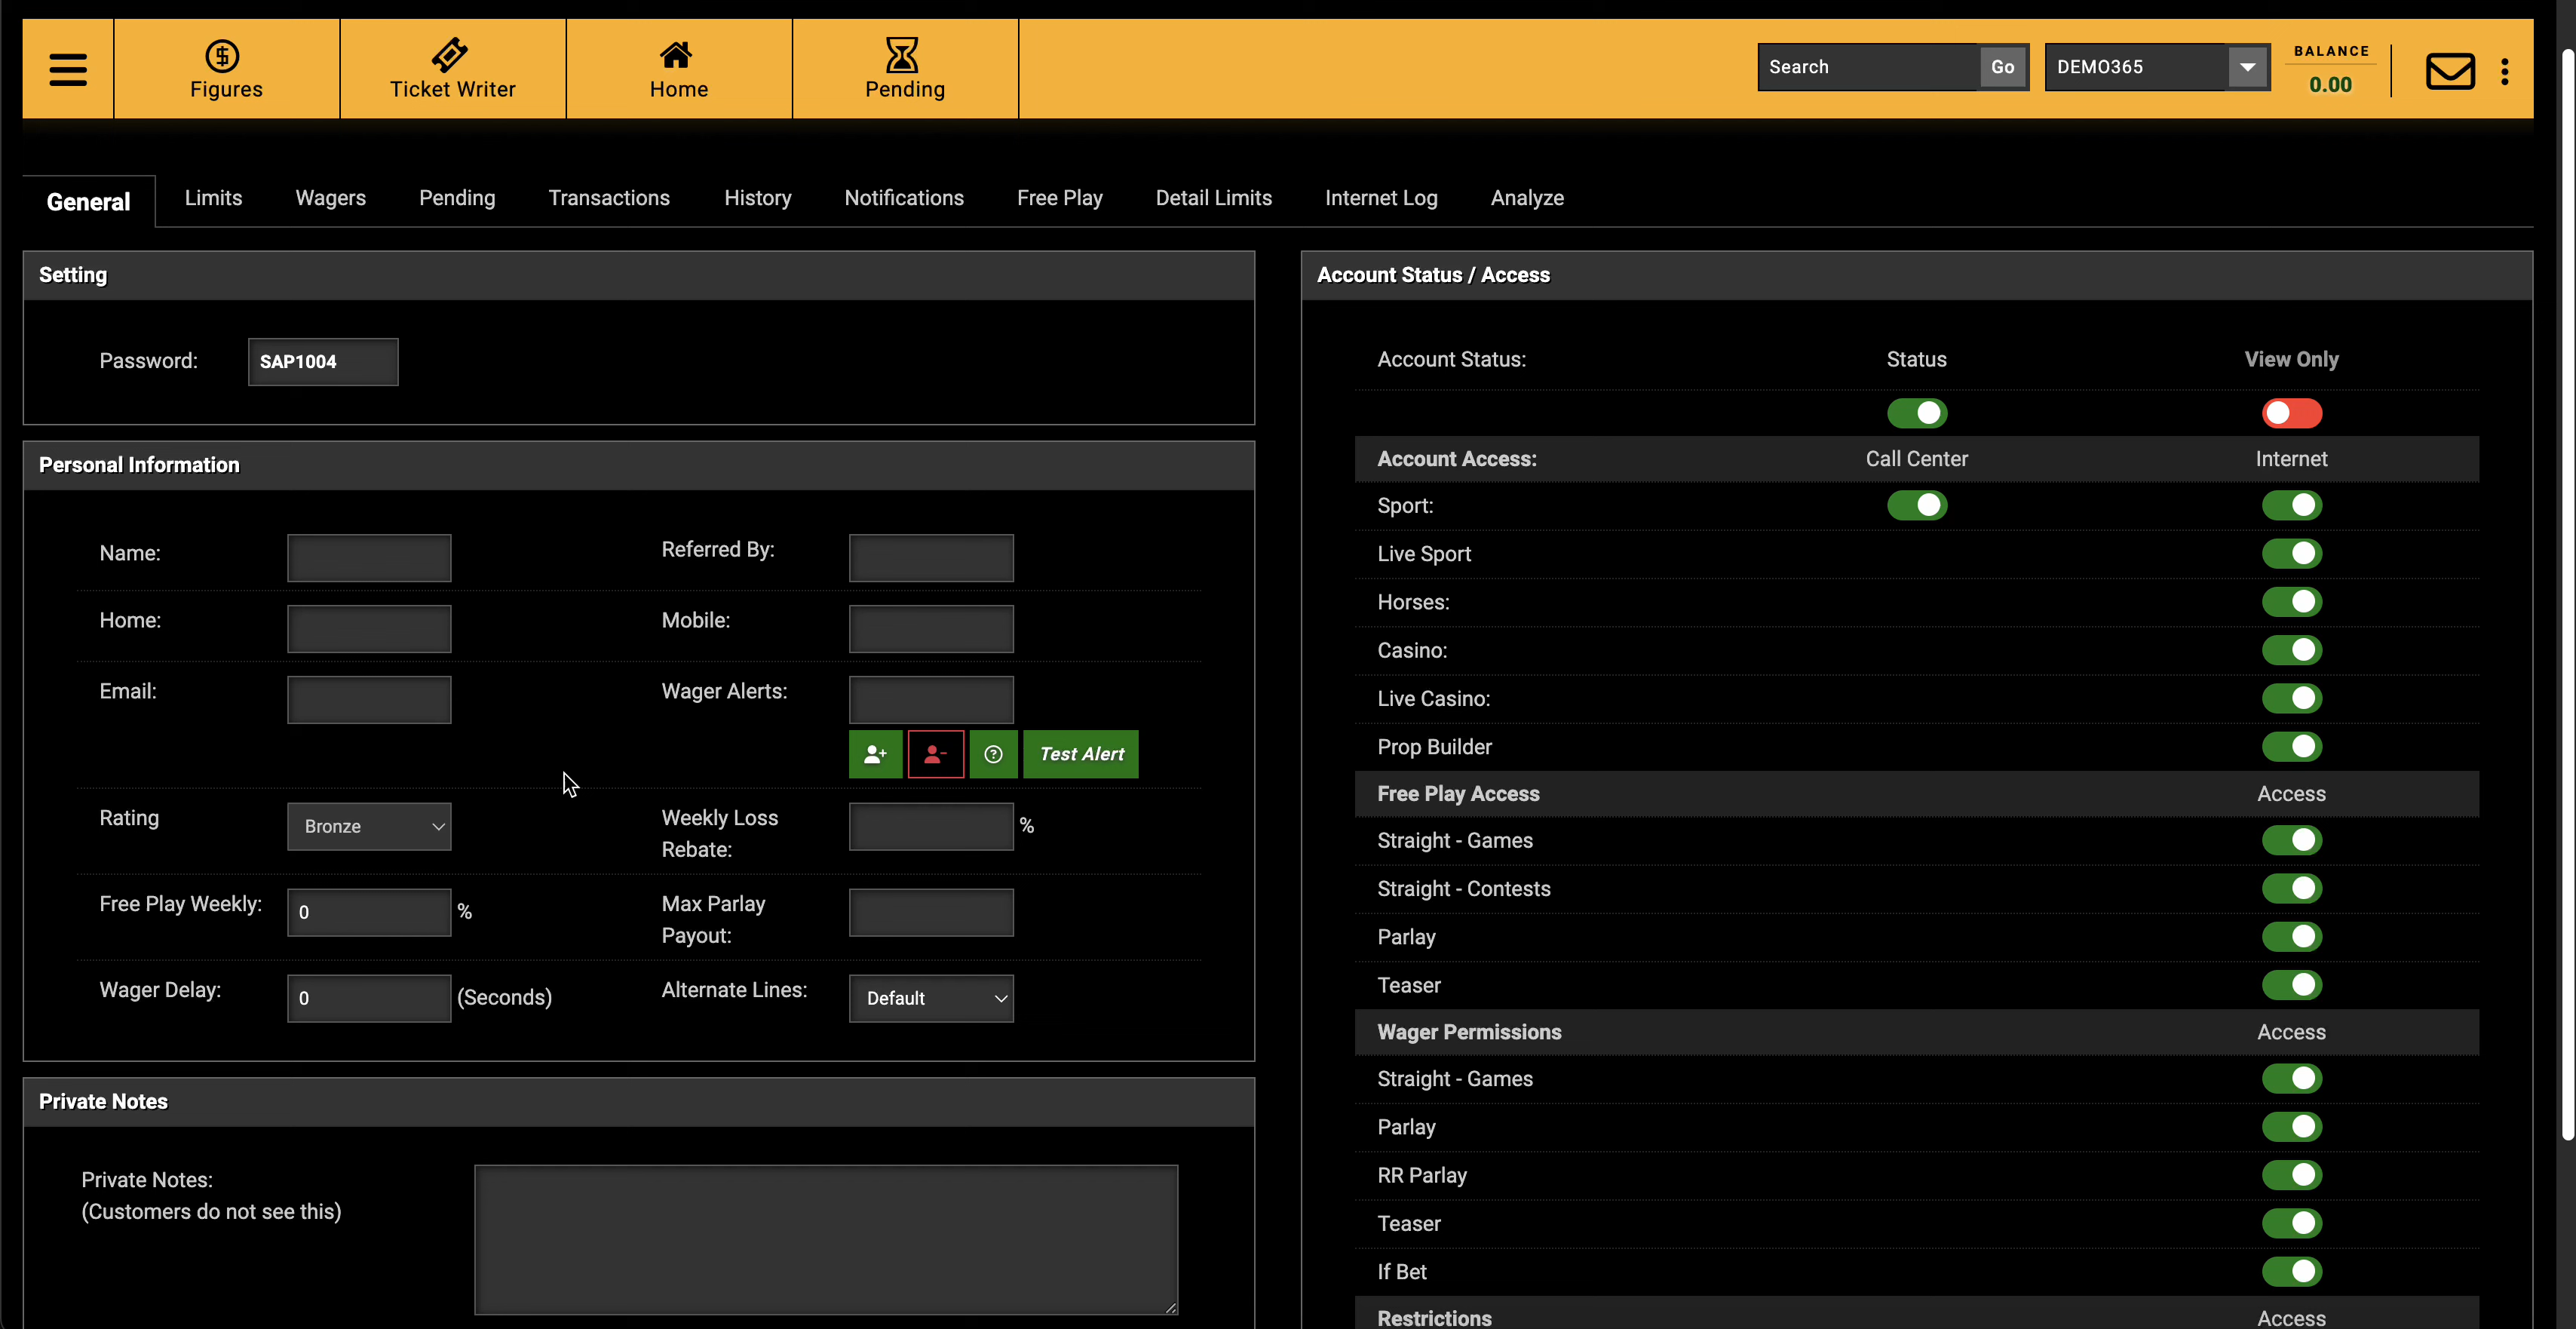 Figures
Ticket Writer
Home
Pending
Search
Go
DEMO365
BALANCE
0.00
General
Limits
Wagers
Pending
Transactions
History
Notifications
Free Play
Detail Limits
Internet Log
Analyze
Setting
Password:
SAP1004
Personal Information
Name:
Referred By:
Home:
Mobile:
Email:
Wager Alerts:
Test Alert
Rating
Bronze
Weekly Loss
Rebate:
%
Free Play Weekly:
0
%
Max Parlay
Payout:
Wager Delay:
0
(Seconds)
Alternate Lines:
Default
Private Notes
Private Notes:
(Customers do not see this)
Account Status / Access
Account Status:
Status
View Only
Account Access:
Call Center
Internet
Sport:
Live Sport
Horses:
Casino:
Live Casino:
Prop Builder
Free Play Access
Access
Straight - Games
Straight - Contests
Parlay
Teaser
Wager Permissions
Access
Straight - Games
Parlay
RR Parlay
Teaser
If Bet
Restrictions
Access